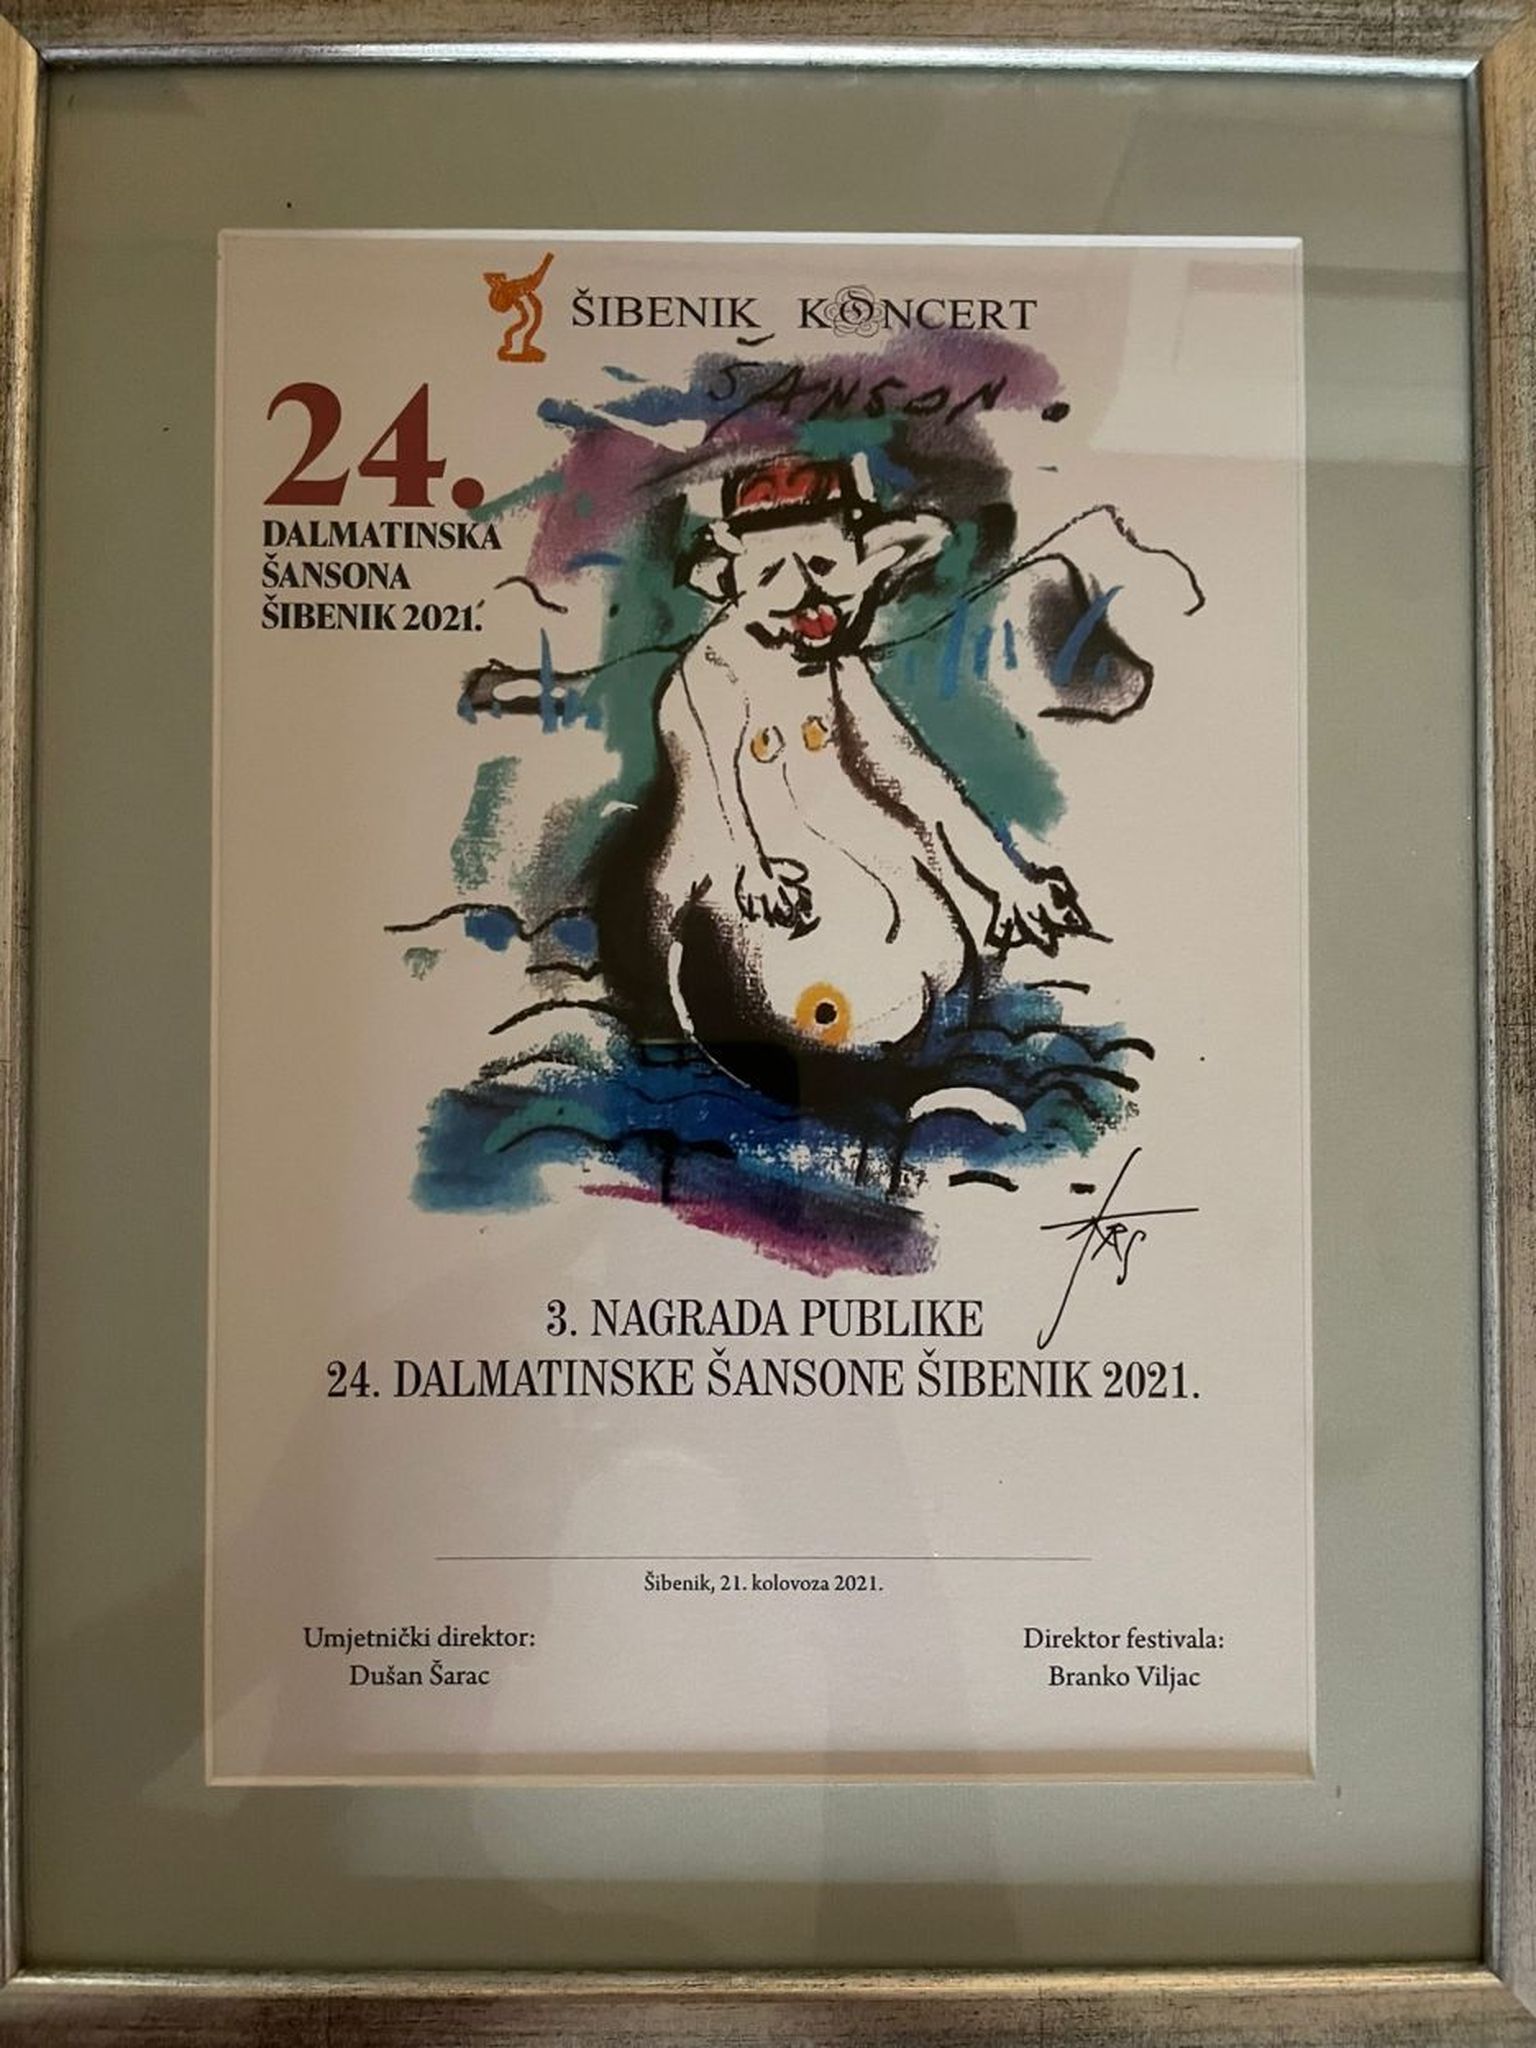 ŠIBENIK KONCERT
ŠANSON.
24.
DALMATINSKA
ŠANSONA
ŠIBENIK 2021.
3. NAGRADA PUBLIKE
24. DALMATINSKE ŠANSONE ŠIBENIK 2021.
Šibenik, 21. kolovoza 2021.
Umjetnički direktor:
Dušan Šarac
Direktor festivala:
Branko Viljac